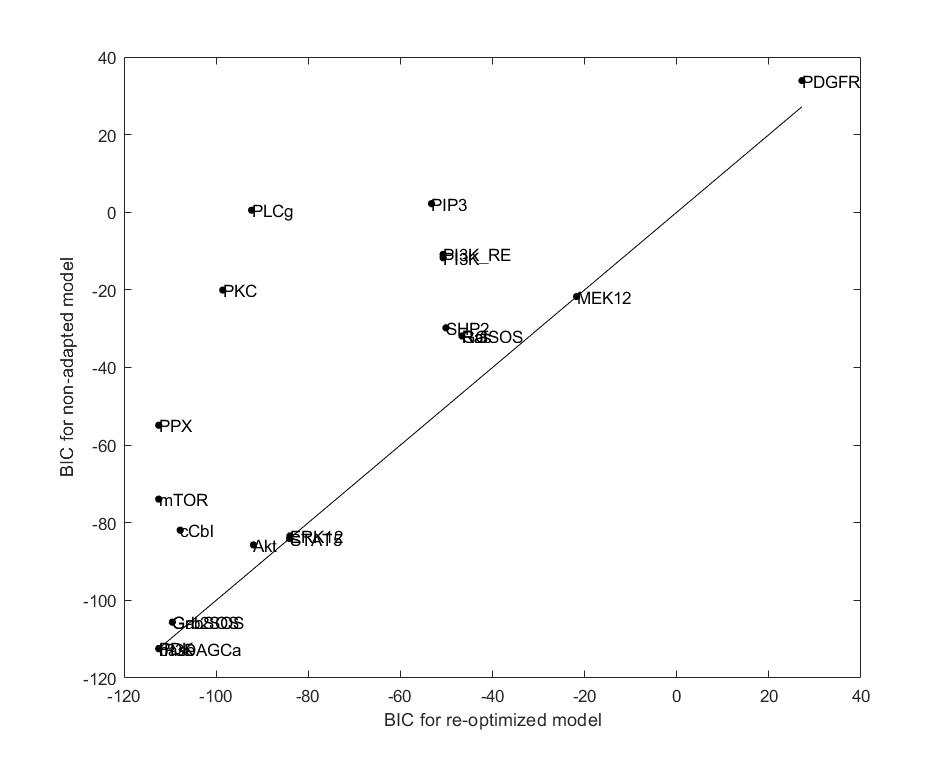 40
20
0
-20
-40
-60
-80
-100
-120
BIC for non-adapted model
PDGFR
PIP3
PLCg
PI3K_RE
PI3K
PKC
MEK12
SHP2
PPX
mTOR
cCbl
ERK12
STAT5
Akt
-120
-100
-80
-60
-40
-20
0
20
40
BIC for re-optimized model